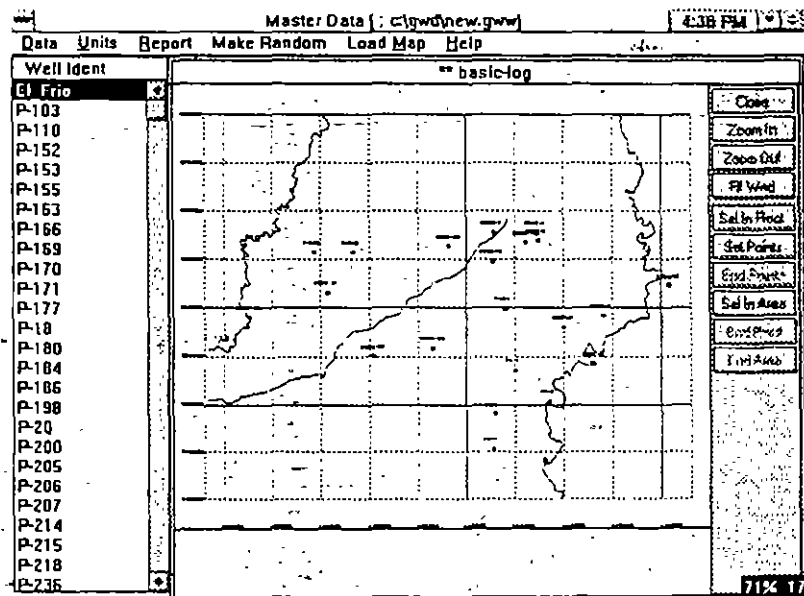 Master Data ( ; c:\gwd\new.gww)
4:38 PM
Data Units Report Make Random Load Map Help
Well Ident
** basic-log
El Frio
P-103
P-110
P-152
P-153
P-155
P-163
P-166
P-169
P-170
P-171
P-177
P-18
P-180
P-184
P-186
P-198
P-20
P-200
P-205
P-206
P-207
P-214
P-215
P-218
P-236
Close
Zoom In
Zoom Out
Sel In Rect
Sel Points
End Points
Sel In Area
End Area
71%